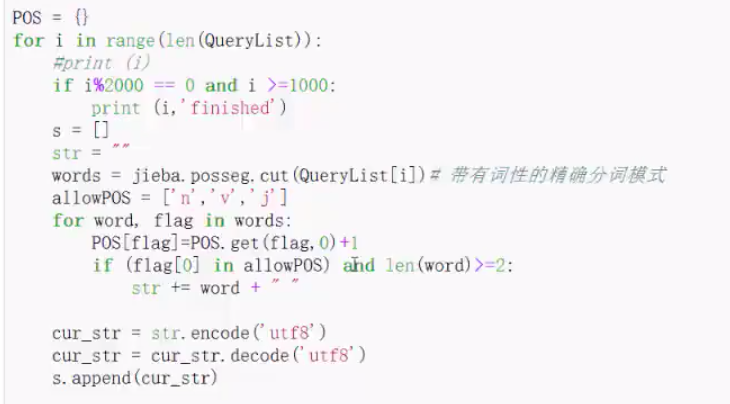 POS = {}
for i in range(len(QueryList)):
    #print (i)
    if i%2000 == 0 and i >=1000:
        print (i,'finished')
    s = []
    str = ""
    words = jieba.posseg.cut(QueryList[i])# 带有词性的精确分词模式
    allowPOS = ['n','v','j']
    for word, flag in words:
        POS[flag]=POS.get(flag,0)+1
        if (flag[0] in allowPOS) and len(word)>=2:
            str += word + " "
    cur_str = str.encode('utf8')
    cur_str = cur_str.decode('utf8')
    s.append(cur_str)